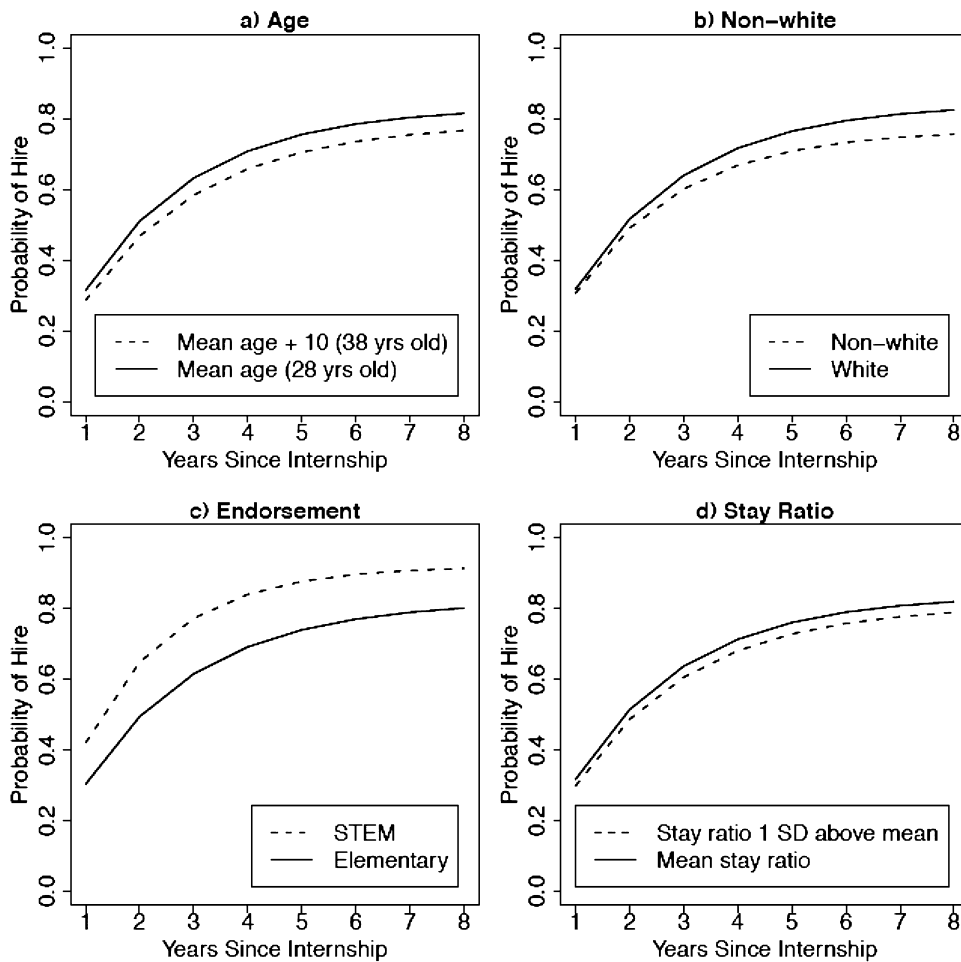 a) Age
Probability of Hire
1.0
0.8
0.6
0.4
0.2
0.0
Mean age + 10 (38 yrs old)
Mean age (28 yrs old)
1 2 3 4 5 6 7 8
Years Since Internship
b) Non−white
Probability of Hire
1.0
0.8
0.6
0.4
0.2
0.0
Non−white
White
1 2 3 4 5 6 7 8
Years Since Internship
c) Endorsement
Probability of Hire
1.0
0.8
0.6
0.4
0.2
0.0
STEM
Elementary
1 2 3 4 5 6 7 8
Years Since Internship
d) Stay Ratio
Probability of Hire
1.0
0.8
0.6
0.4
0.2
0.0
Stay ratio 1 SD above mean
Mean stay ratio
1 2 3 4 5 6 7 8
Years Since Internship